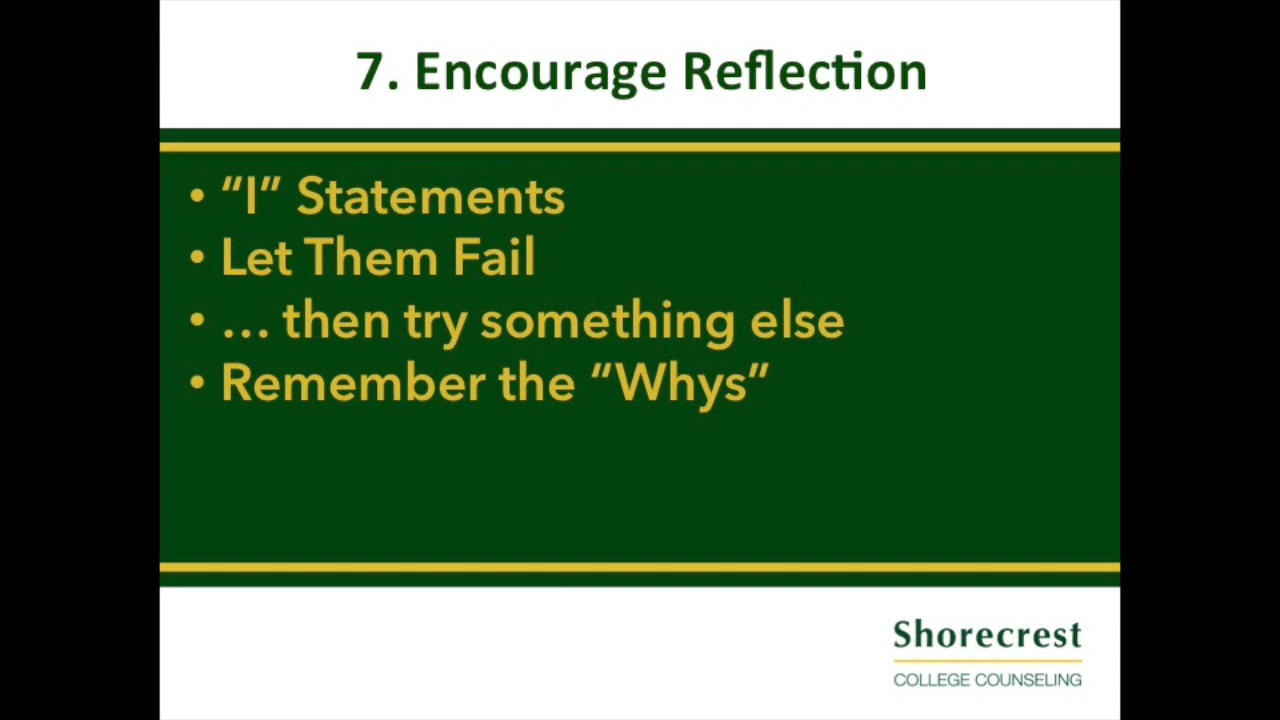 7. Encourage Reflection
• “I” Statements
• Let Them Fail
• … then try something else
• Remember the “Whys”
Shorecrest
COLLEGE COUNSELING